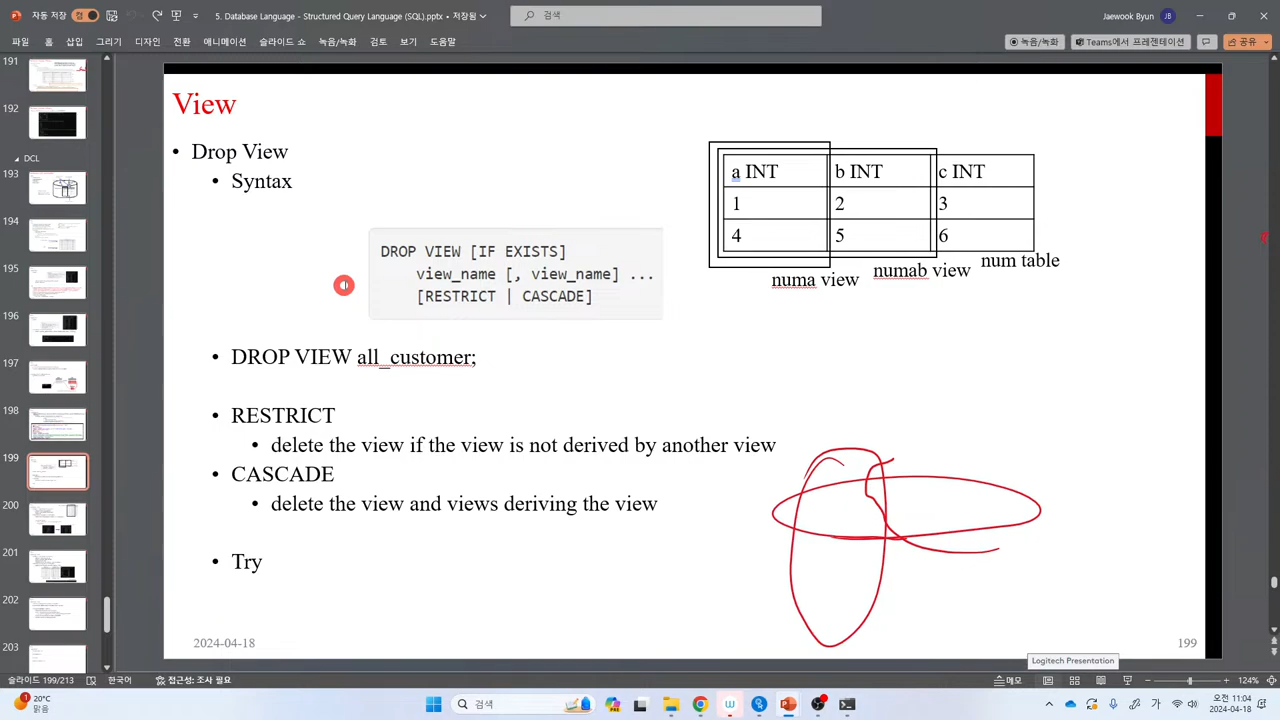 5. Drop Database Language - Structured Query Language (SQL).pptx • 저장됨
검색
Jaewook Byun
파일 홈 삽입 그리기 디자인 전환 애니메이션 슬라이드 쇼 녹음/녹화 검토 보기 도움말
녹음/녹화
Teams에서 프레젠테이션
공유
191
192
DCL
193
194
195
196
197
198
199
200
201
202
203
View
• Drop View
• Syntax
DROP VIEW [IF EXISTS]
view_name [, view_name] ...
[RESTRICT | CASCADE]
a INT b INT c INT
1 2 3
4 5 6
numa view numab view num table
• DROP VIEW all_customer;
• RESTRICT
• delete the view if the view is not derived by another view
• CASCADE
• delete the view and views deriving the view
• Try
2024-04-18
199
Logitech Presentation
슬라이드 199/213 한국어 접근성: 조사 필요
메모
124%
1
20°C
맑음
검색
오전 11:04
2024-04-18